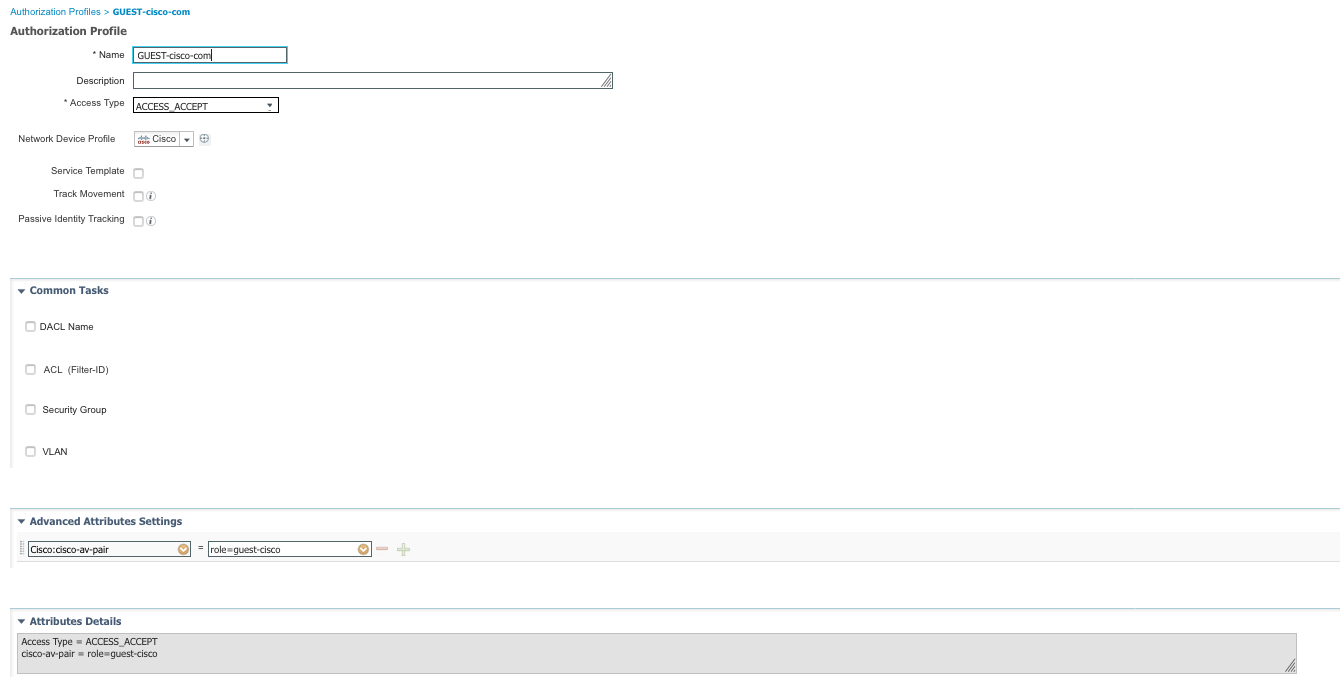 Authorization Profiles > GUEST-cisco-com
Authorization Profile
* Name GUEST-cisco-com
Description
* Access Type ACCESS_ACCEPT
Network Device Profile Cisco
Service Template
Track Movement i
Passive Identity Tracking i
Common Tasks
DACL Name
ACL (Filter-ID)
Security Group
VLAN
Advanced Attributes Settings
Cisco:cisco-av-pair = role=guest-cisco
Attributes Details
Access Type = ACCESS_ACCEPT
cisco-av-pair = role=guest-cisco